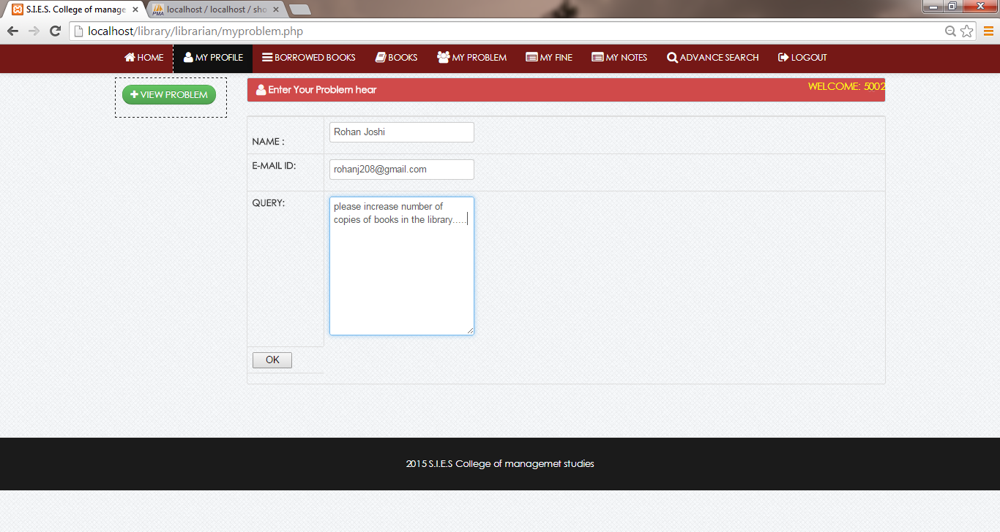 S.I.E.S. College of manage
localhost / localhost / sho
localhost/library/librarian/myproblem.php
HOME MY PROFILE BORROWED BOOKS BOOKS MY PROBLEM MY FINE MY NOTES ADVANCE SEARCH LOGOUT
VIEW PROBLEM
Enter Your Problem hear
WELCOME: 5002
NAME :
Rohan Joshi
E-MAIL ID:
rohanj208@gmail.com
QUERY:
please increase number of
copies of books in the library.....
OK
2015 S.I.E.S College of managemet studies